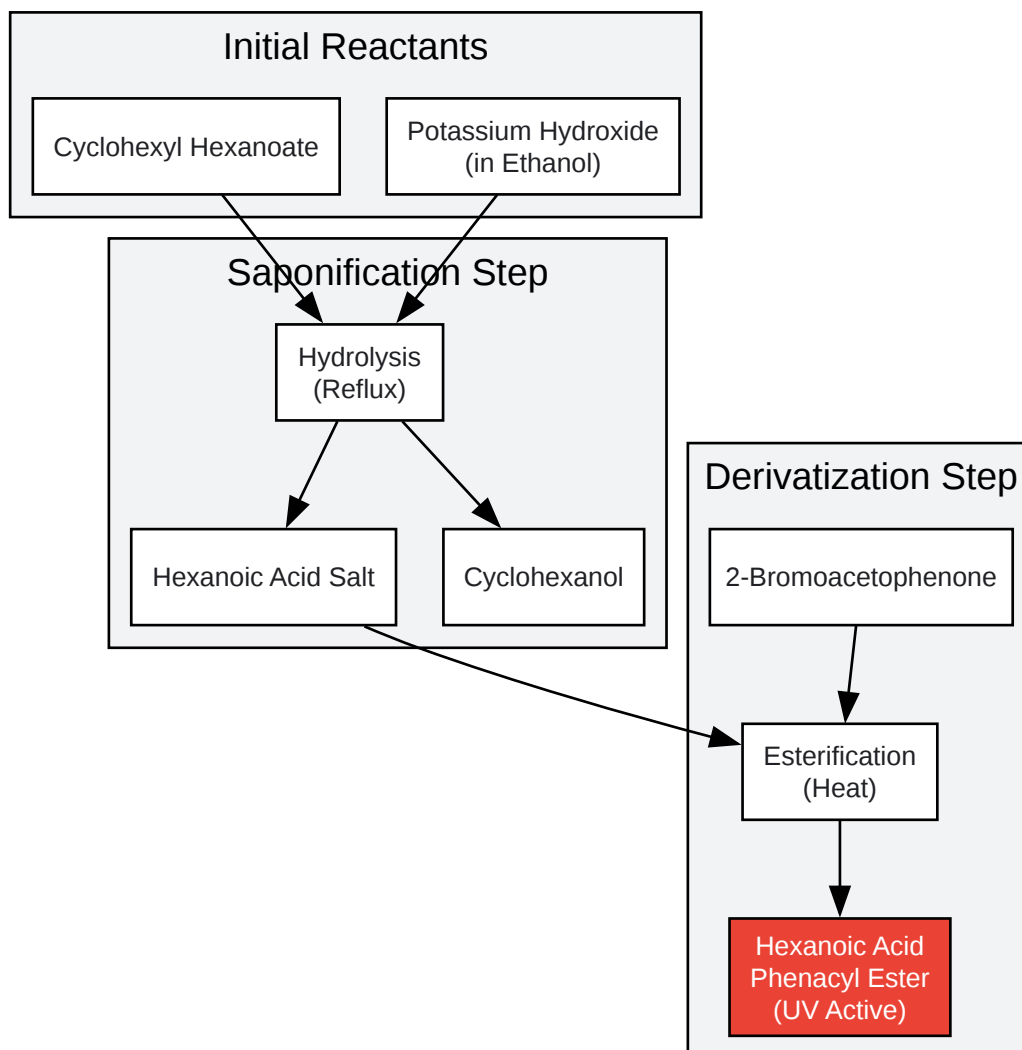 Initial Reactants
Cyclohexyl Hexanoate
Potassium Hydroxide
(in Ethanol)
Saponification Step
Hydrolysis
(Reflux)
Hexanoic Acid Salt
Cyclohexanol
Derivatization Step
2-Bromoacetophenone
Esterification
(Heat)
Hexanoic Acid
Phenacyl Ester
(UV Active)